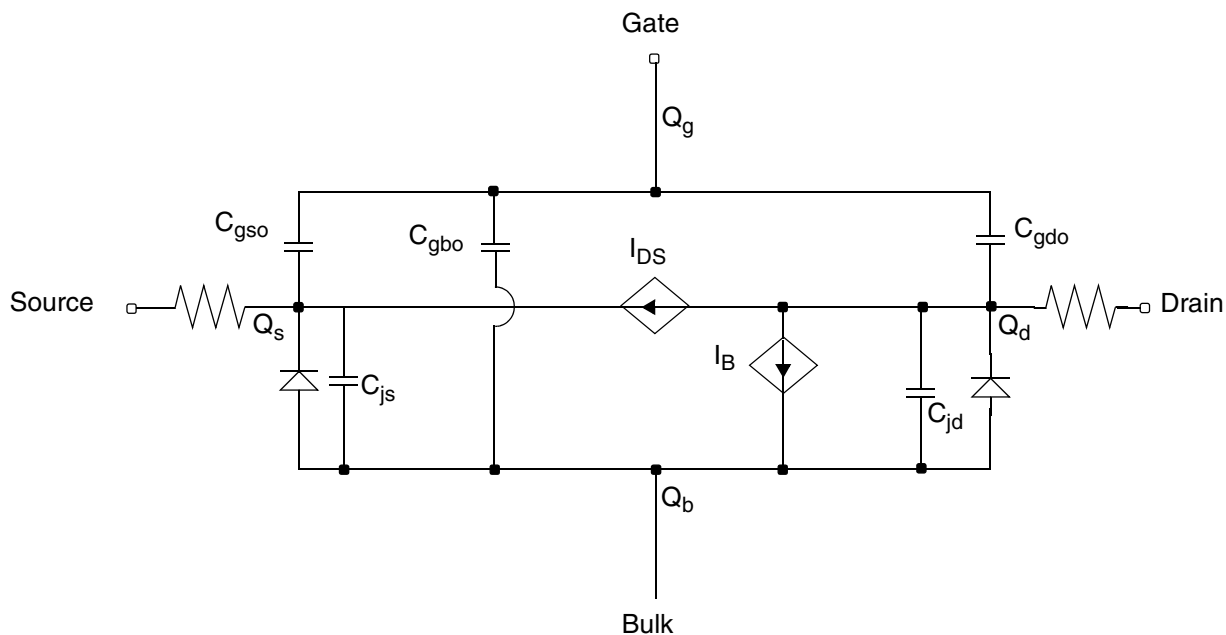 Gate
Qg
Cgso
Cgbo
IDS
Cgdo
Source
Qs
Qd
Drain
IB
Cjs
Cjd
Qb
Bulk